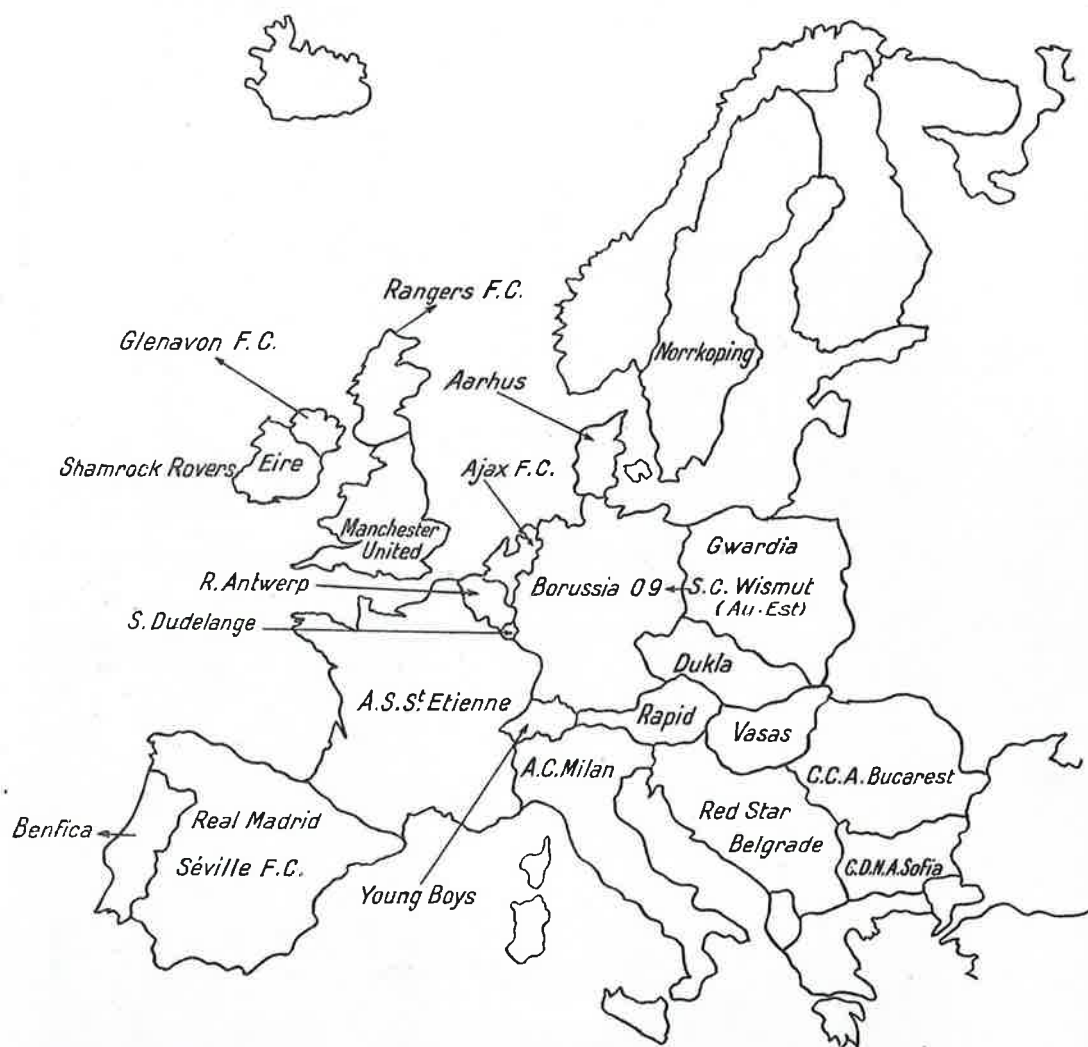 Rangers F.C.
Glenavon F.C.
Norrkoping
Aarhus
Shamrock Rovers
Eire
Ajax F.C.
Manchester
United
Gwardia
R. Antwerp
Borussia 09
S.C. Wismut
(Au-Est)
S. Dudelange
Dukla
A.S. St. Etienne
Rapid
Vasas
A.C. Milan
C.C.A. Bucarest
Red Star
Belgrade
Benfica
Real Madrid
Séville F.C.
C.D.N.A. Sofia
Young Boys